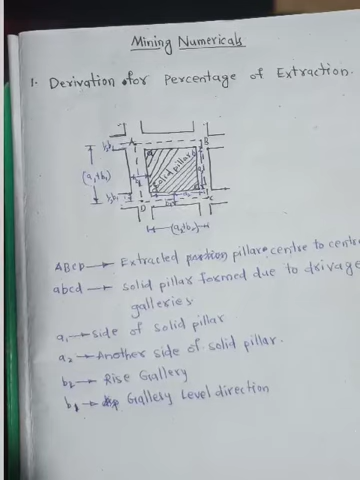 Mining Numericals
1. Derivation for Percentage of Extraction.
A
B
(a₁+b₁)
Solid pillar
D
(a₂+b₂)
ABCD → Extracted portion pillar centre to centre
abcd → solid pillar formed due to drivage
galleries
a₁ → side of solid pillar
a₂ → Another side of solid pillar.
b₂ → Rise Gallery
b₁ → Gallery Level direction